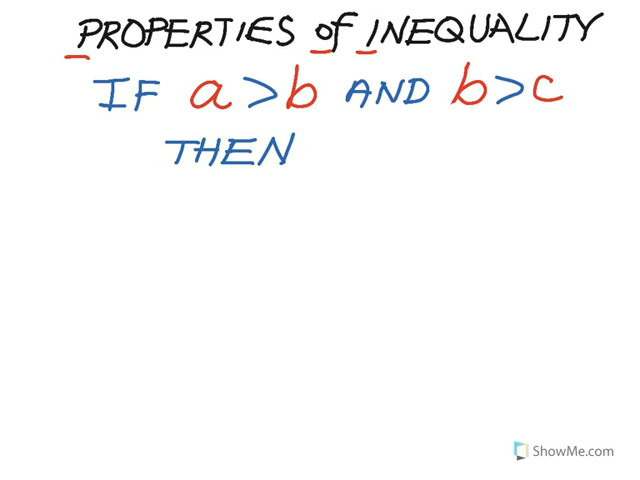 PROPERTIES of INEQUALITY
IF a > b AND b > c
THEN
ShowMe.com